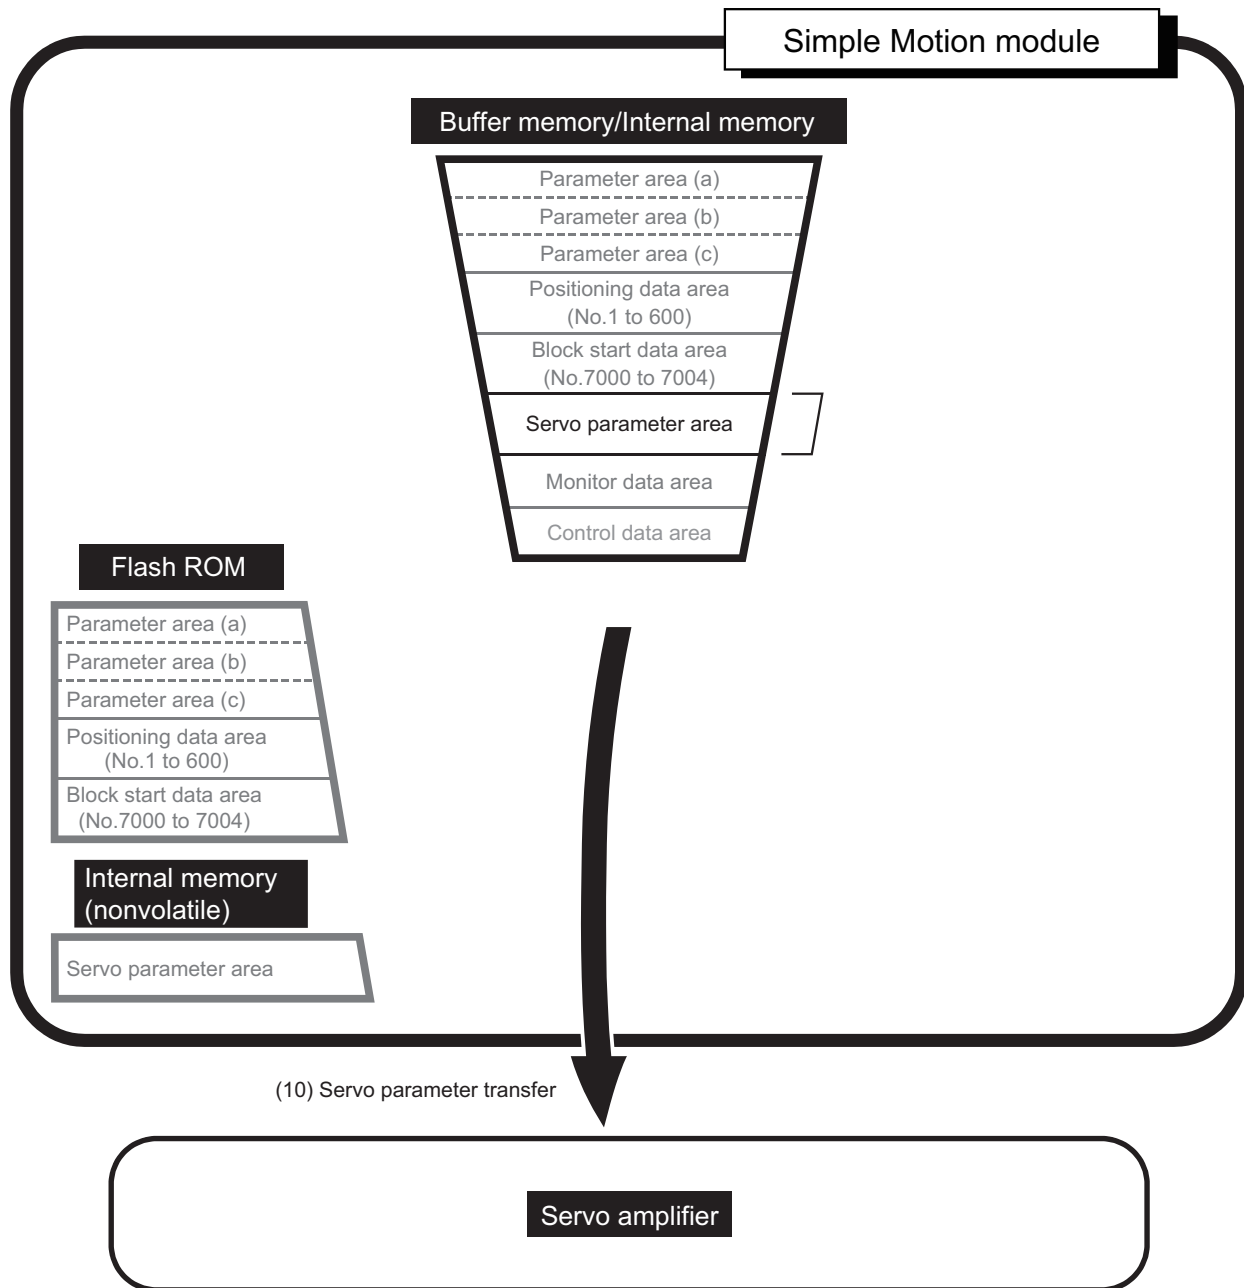 Simple Motion module
Buffer memory/Internal memory
Parameter area (a)
Parameter area (b)
Parameter area (c)
Positioning data area
(No.1 to 600)
Block start data area
(No.7000 to 7004)
Servo parameter area
Monitor data area
Control data area
Flash ROM
Parameter area (a)
Parameter area (b)
Parameter area (c)
Positioning data area
(No.1 to 600)
Block start data area
(No.7000 to 7004)
Internal memory
(nonvolatile)
Servo parameter area
(10) Servo parameter transfer
Servo amplifier